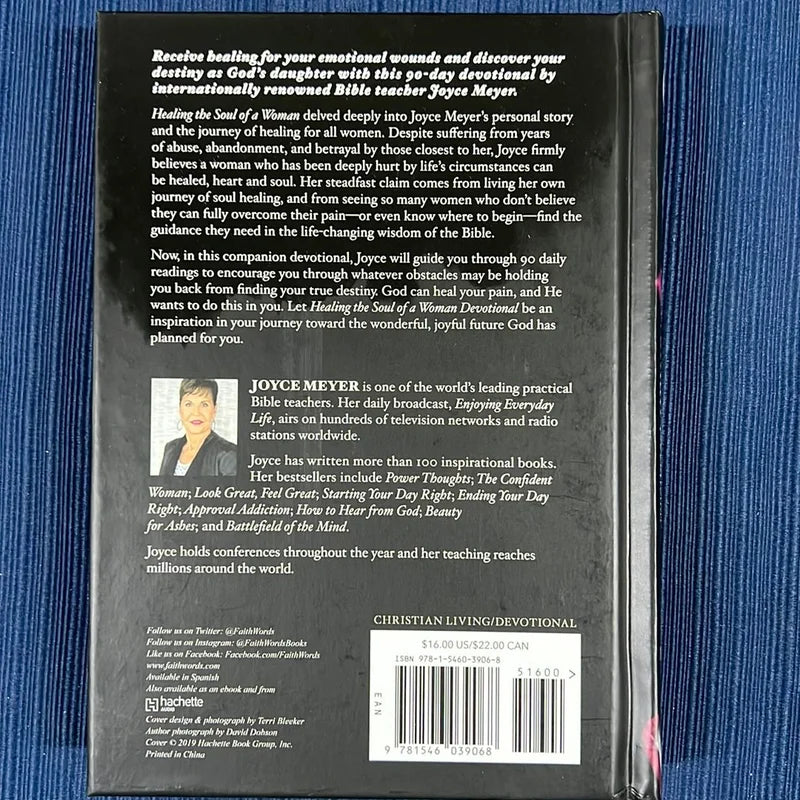 Receive healing for your emotional wounds and discover your
destiny as God's daughter with this 90-day devotional by
internationally renowned Bible teacher Joyce Meyer.
Healing the Soul of a Woman delved deeply into Joyce Meyer's personal story
and the journey of healing for all women. Despite suffering from years
of abuse, abandonment, and betrayal by those closest to her, Joyce firmly
believes a woman who has been deeply hurt by life's circumstances can
be healed, heart and soul. Her steadfast claim comes from living her own
journey of soul healing, and from seeing so many women who don't believe
they can fully overcome their pain—or even know where to begin—find the
guidance they need in the life-changing wisdom of the Bible.
Now, in this companion devotional, Joyce will guide you through 90 daily
readings to encourage you through whatever obstacles may be holding
you back from finding your true destiny. God can heal your pain, and He
wants to do this in you. Let Healing the Soul of a Woman Devotional be an
inspiration in your journey toward the wonderful, joyful future God has
planned for you.
JOYCE MEYER is one of the world's leading practical
Bible teachers. Her daily broadcast, Enjoying Everyday
Life, airs on hundreds of television networks and radio
stations worldwide.
Joyce has written more than 100 inspirational books.
Her bestsellers include Power Thoughts; The Confident
Woman; Look Great, Feel Great; Starting Your Day Right; Ending Your Day
Right; Approval Addiction; How to Hear from God; Beauty
for Ashes; and Battlefield of the Mind.
Joyce holds conferences throughout the year and her teaching reaches
millions around the world.
Follow us on Twitter: @FaithWords
Follow us on Instagram: @FaithWordsBooks
Like us on Facebook: Facebook.com/FaithWords
www.faithwords.com
Available in Spanish
Also available as an ebook and from
hachette
AUDIO
Cover design & photograph by Terri Bleeker
Author photograph by David Dobson
Cover © 2019 Hachette Book Group, Inc.
Printed in China
CHRISTIAN LIVING/DEVOTIONAL
$16.00 US/$22.00 CAN
ISBN 978-1-5460-3906-8
51600 >
EAN
9 781546 039068